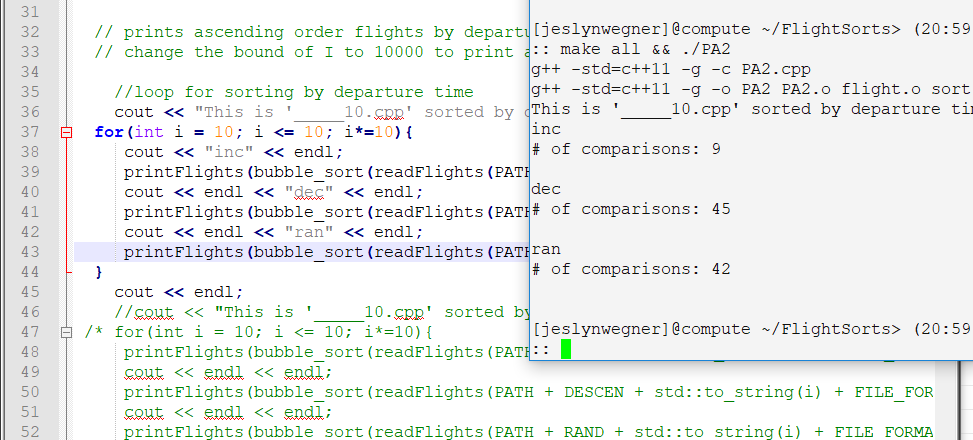 31
32 // prints ascending order flights by departu
33 // change the bound of I to 10000 to print a
34
35 //loop for sorting by departure time
36 cout << "This is '_____10.cpp' sorted by d
37 for(int i = 10; i <= 10; i*=10){
38 cout << "inc" << endl;
39 printFlights(bubble_sort(readFlights(PATH
40 cout << endl << "dec" << endl;
41 printFlights(bubble_sort(readFlights(PATH
42 cout << endl << "ran" << endl;
43 printFlights(bubble_sort(readFlights(PATH
44 }
45 cout << endl;
46 //cout << "This is '_____10.cpp' sorted by
47 /* for(int i = 10; i <= 10; i*=10){
48 printFlights(bubble_sort(readFlights(PATH
49 cout << endl << endl;
50 printFlights(bubble_sort(readFlights(PATH + DESCEN + std::to_string(i) + FILE_FOR
51 cout << endl << endl;
52 printFlights(bubble_sort(readFlights(PATH + RAND + std::to_string(i) + FILE_FORMA
[jeslynwegner]@compute ~/FlightSorts> (20:59
:: make all && ./PA2
g++ -std=c++11 -g -c PA2.cpp
g++ -std=c++11 -g -o PA2 PA2.o flight.o sort
This is '_____10.cpp' sorted by departure tim
inc
# of comparisons: 9
dec
# of comparisons: 45
ran
# of comparisons: 42
[jeslynwegner]@compute ~/FlightSorts> (20:59
::